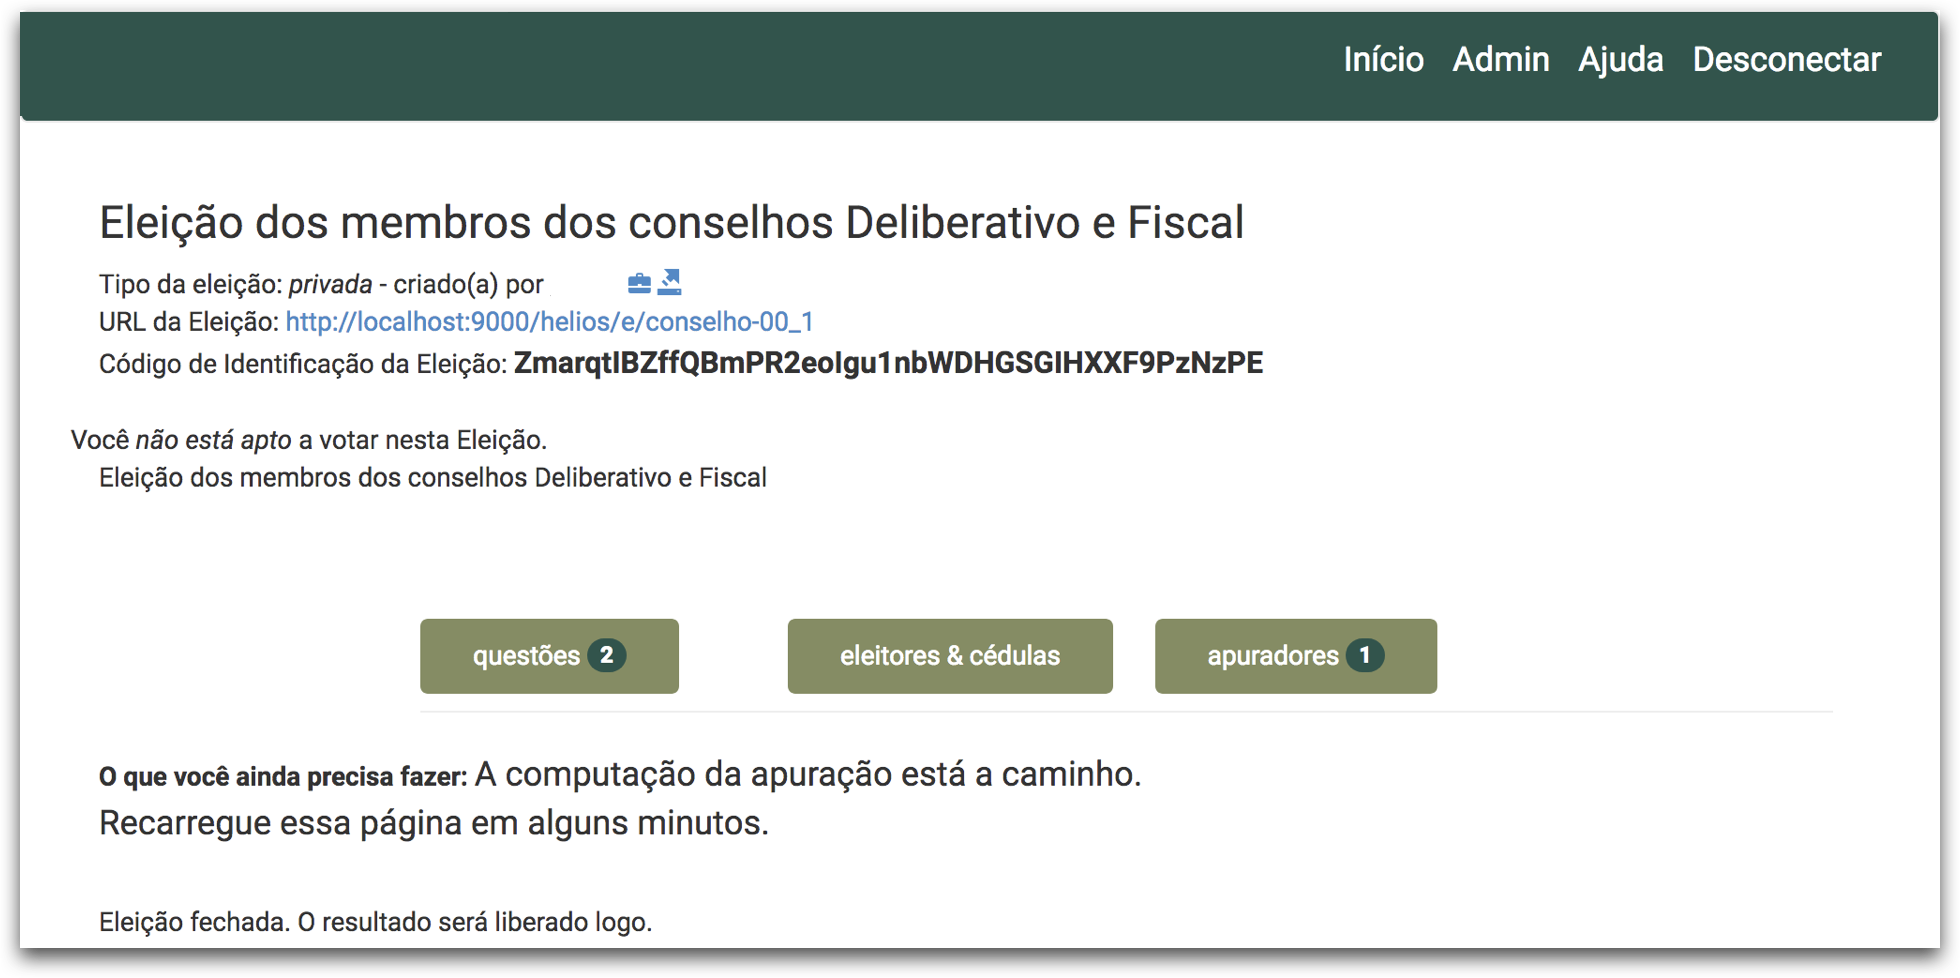 Início Admin Ajuda Desconectar
Eleição dos membros dos conselhos Deliberativo e Fiscal
Tipo da eleição: privada - criado(a) por
URL da Eleição: http://localhost:9000/helios/e/conselho-00_1
Código de Identificação da Eleição: ZmarqtIBZffQBmPR2eoIgu1nbWDHGSGIHXXF9PzNzPE
Você não está apto a votar nesta Eleição.
Eleição dos membros dos conselhos Deliberativo e Fiscal
questões 2 eleitores & cédulas apuradores 1
O que você ainda precisa fazer: A computação da apuração está a caminho.
Recarregue essa página em alguns minutos.
Eleição fechada. O resultado será liberado logo.